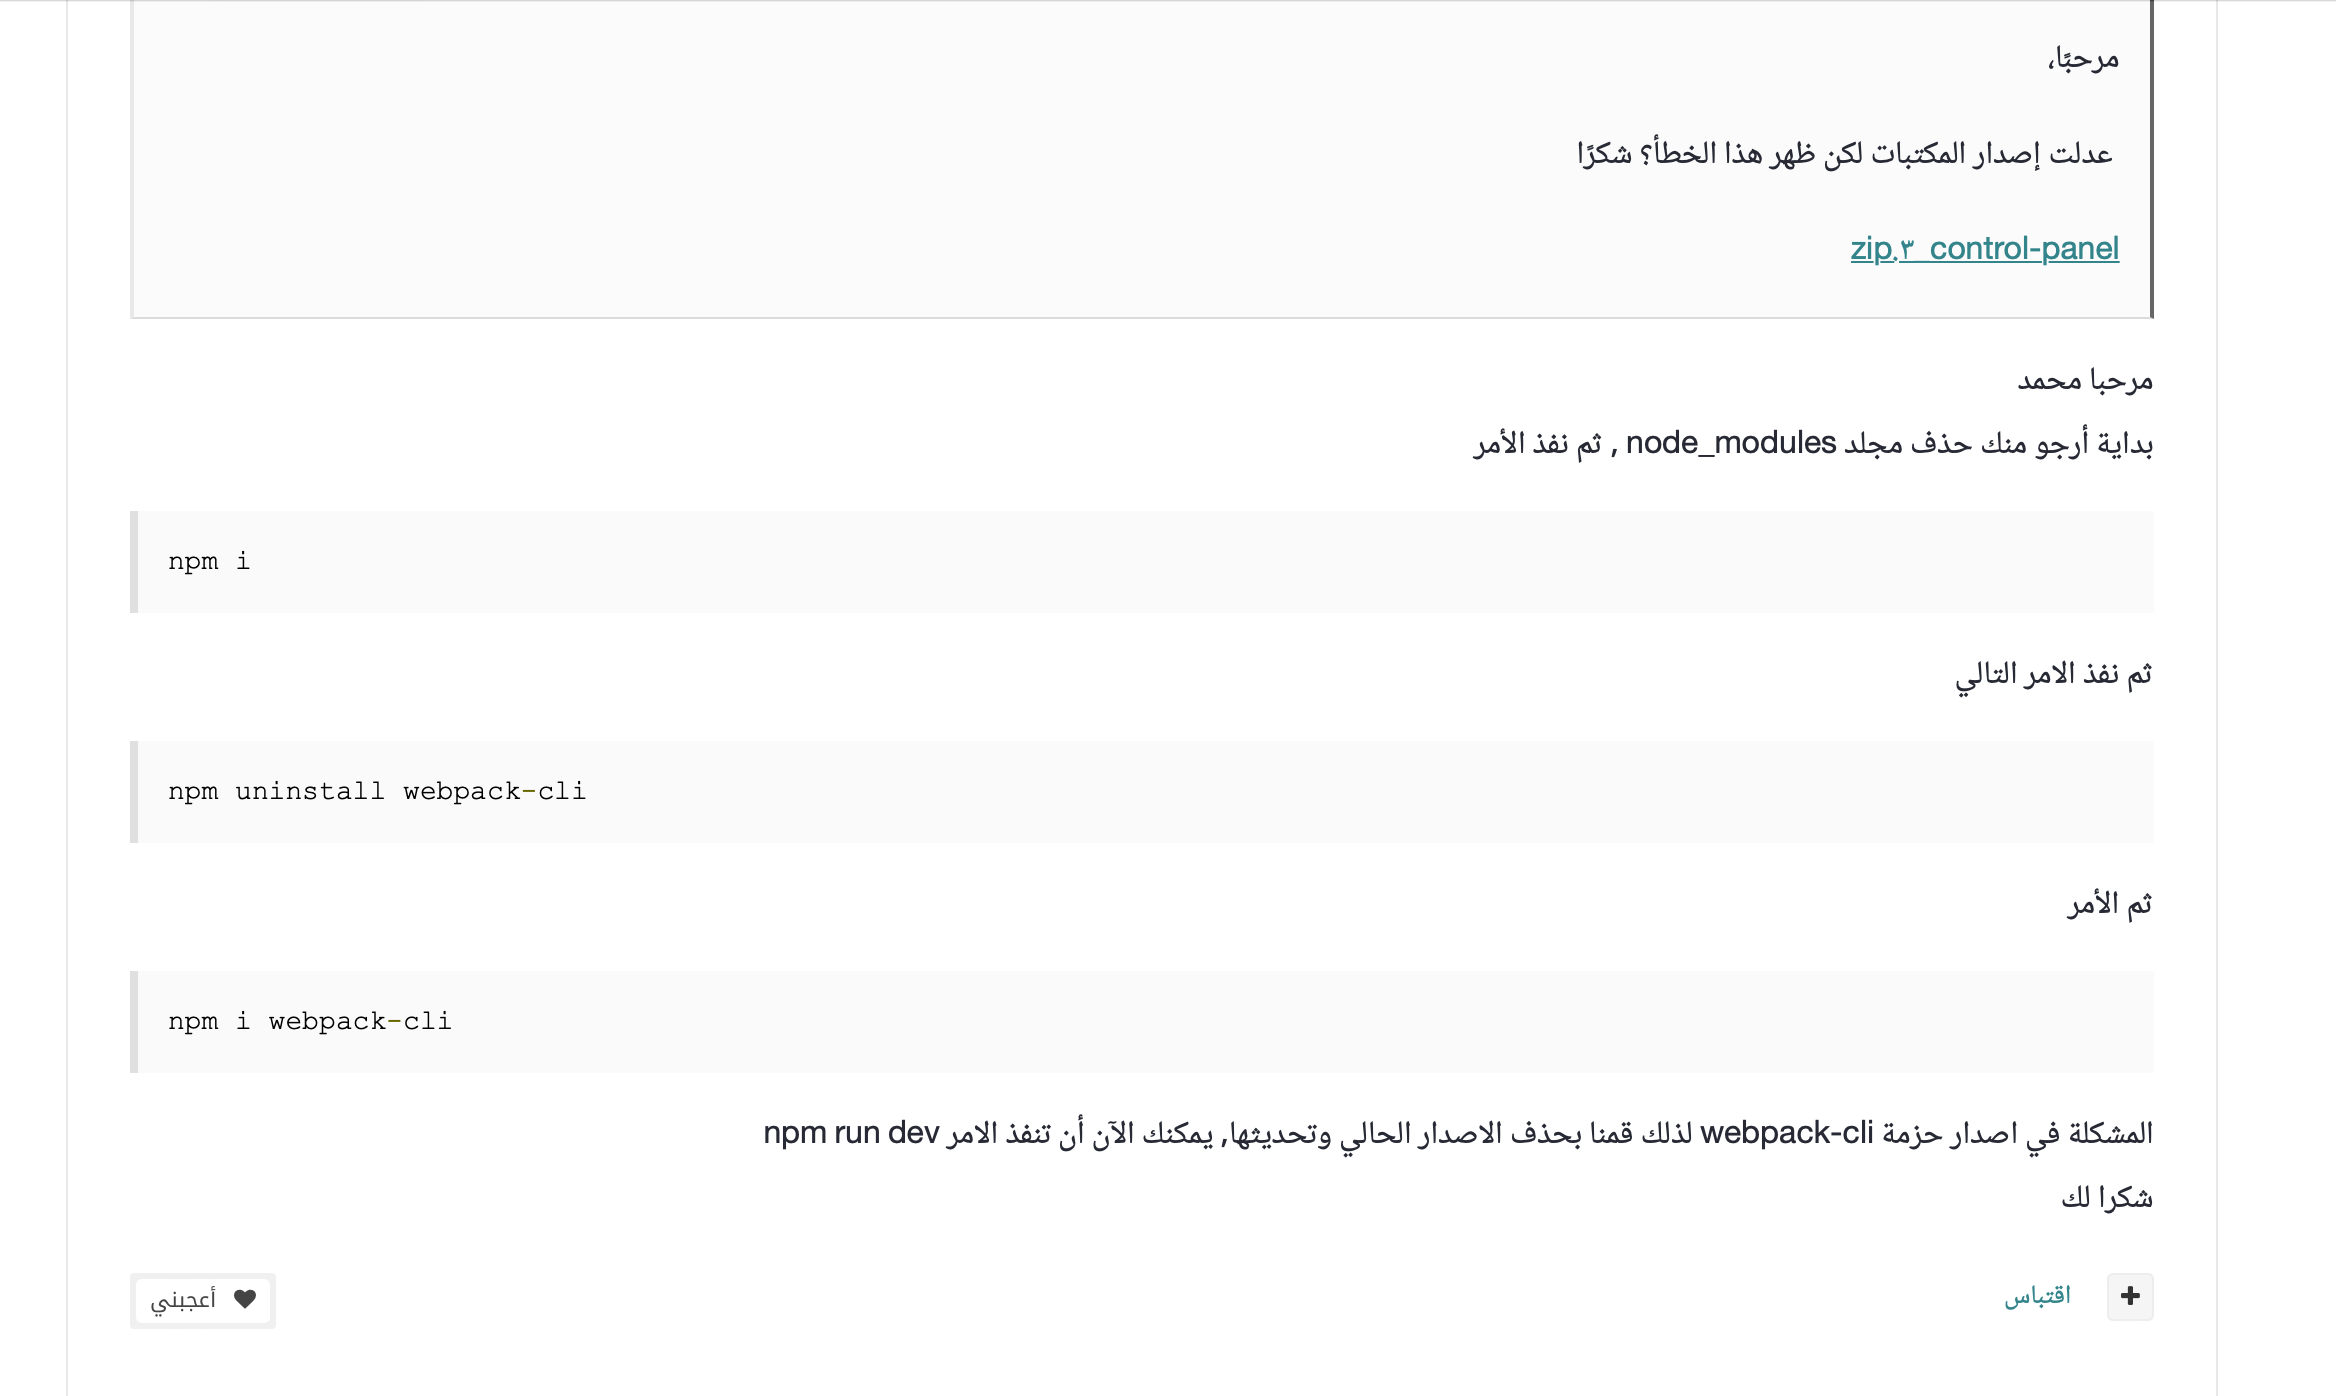 مرحبًا،
عدلت إصدار المكتبات لكن ظهر هذا الخطأ؟ شكرًا
control-panel_٣.zip
مرحبا محمد
بداية أرجو منك حذف مجلد node_modules , ثم نفذ الأمر
npm i
ثم نفذ الامر التالي
npm uninstall webpack-cli
ثم الأمر
npm i webpack-cli
المشكلة في اصدار حزمة webpack-cli لذلك قمنا بحذف الاصدار الحالي وتحديثها, يمكنك الآن أن تنفذ الامر npm run dev
شكرا لك
+ اقتباس أعجبني